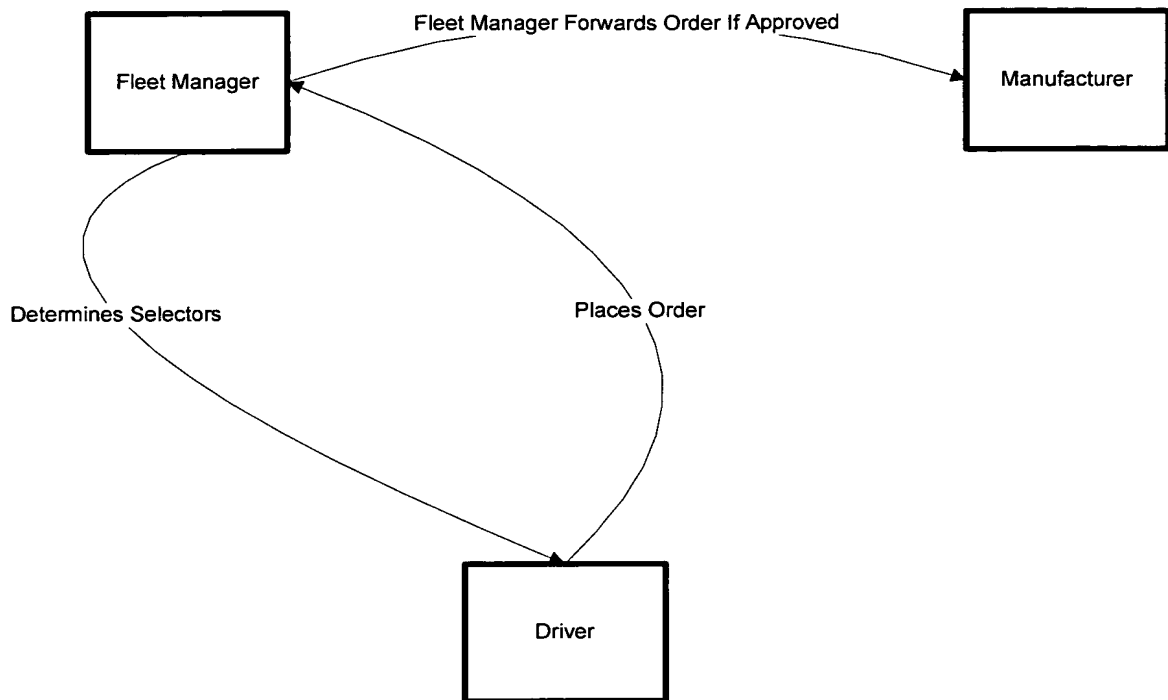 Fleet Manager Forwards Order If Approved
Fleet Manager
Manufacturer
Determines Selectors
Places Order
Driver